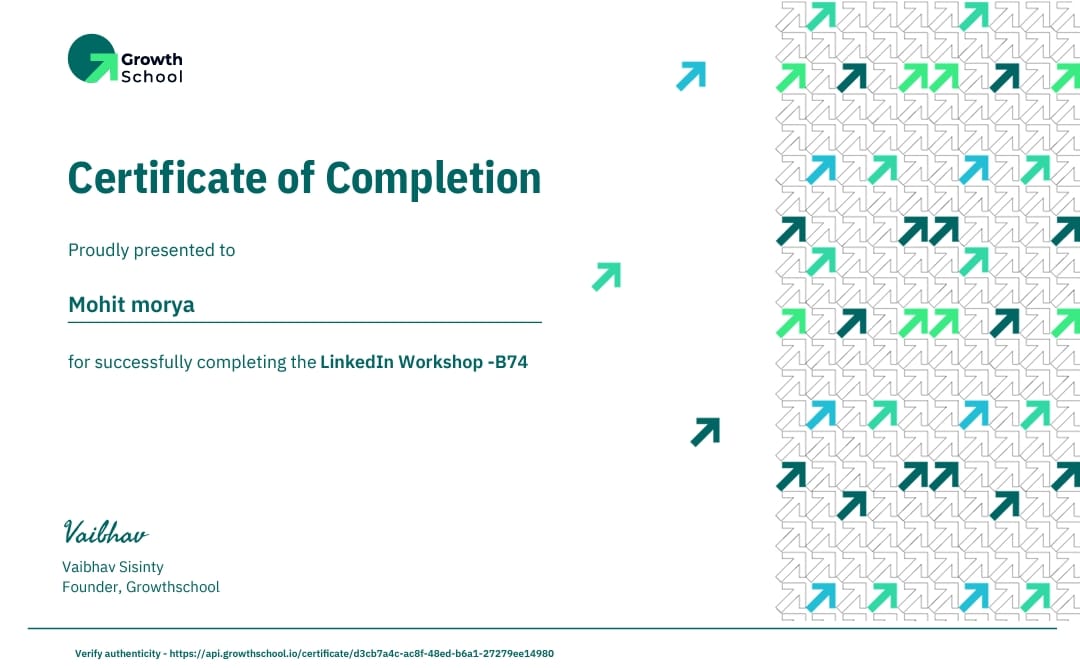 Growth
School
Certificate of Completion
Proudly presented to
Mohit morya
for successfully completing the LinkedIn Workshop -B74
Vaibhav
Vaibhav Sisinty
Founder, Growthschool
Verify authenticity - https://api.growthschool.io/certificate/d3cb7a4c-ac8f-48ed-b6a1-27279ee14980